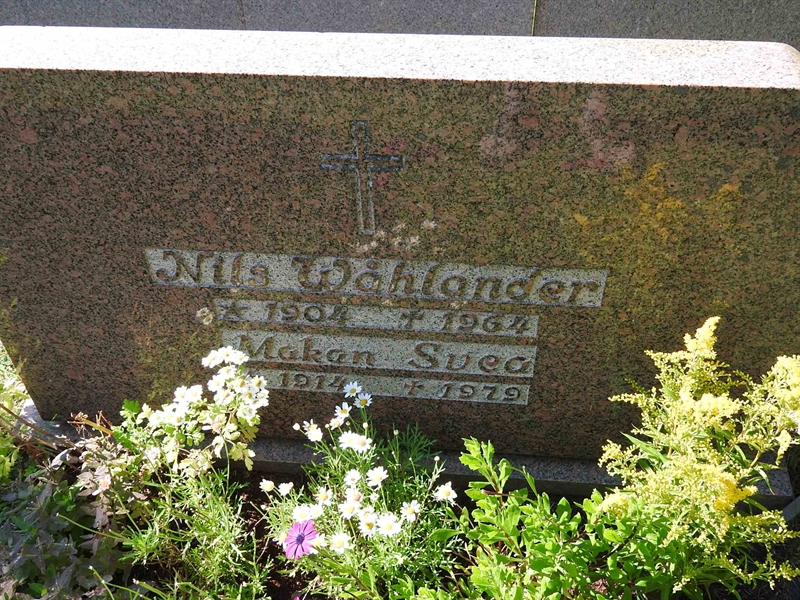 Nils Wåhlander
* 1904 † 1964
Makan Svea
* 1914 † 1979